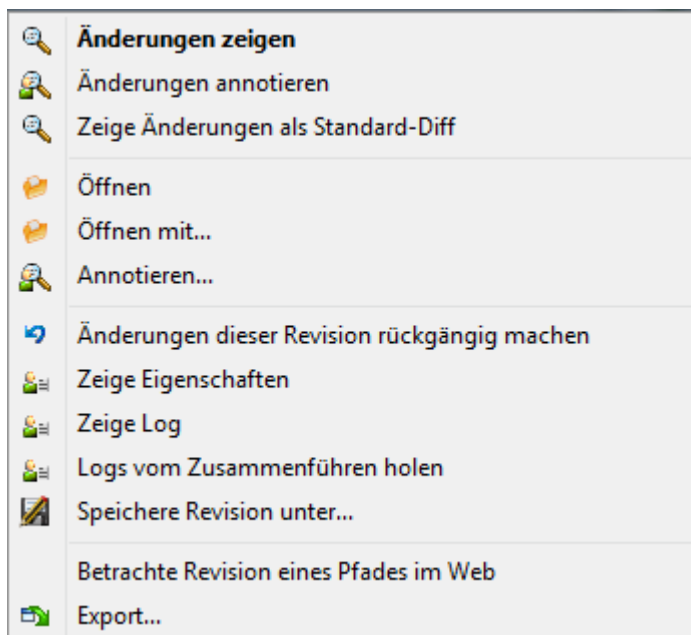 Änderungen zeigen
Änderungen annotieren
Zeige Änderungen als Standard-Diff
Öffnen
Öffnen mit...
Annotieren...
Änderungen dieser Revision rückgängig machen
Zeige Eigenschaften
Zeige Log
Logs vom Zusammenführen holen
Speichere Revision unter...
Betrachte Revision eines Pfades im Web
Export...